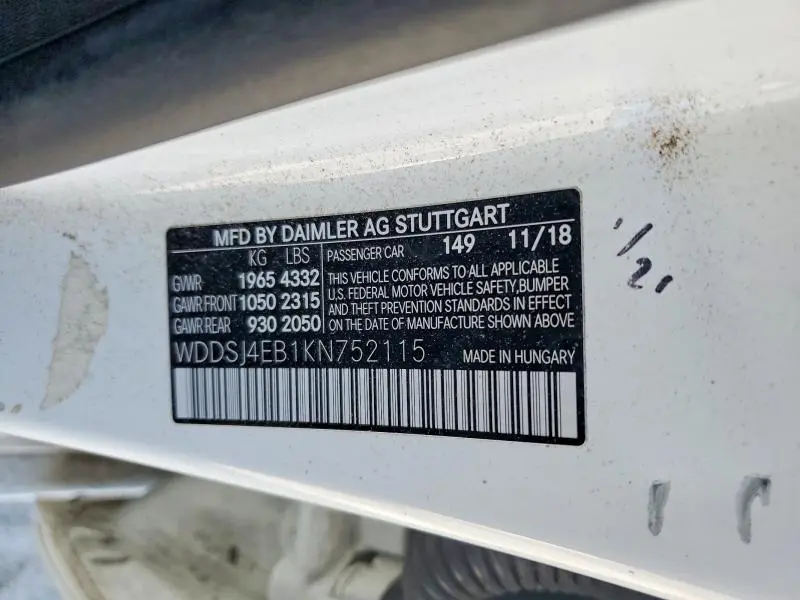 MFD BY DAIMLER AG STUTTGART
KG LBS PASSENGER CAR 149 11/18
GVWR 1965 4332
GAWR FRONT 1050 2315
GAWR REAR 930 2050
THIS VEHICLE CONFORMS TO ALL APPLICABLE
U.S. FEDERAL MOTOR VEHICLE SAFETY,BUMPER
AND THEFT PREVENTION STANDARDS IN EFFECT
ON THE DATE OF MANUFACTURE SHOWN ABOVE
WDDSJ4EB1KN752115 MADE IN HUNGARY